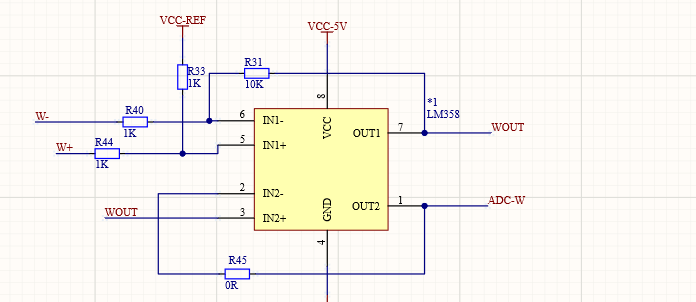 VCC-REF
VCC-5V
R33
1K
R31
10K
*1
LM358
W-
R40
1K
8
6
IN1-
VCC
OUT1
7
WOUT
W+
R44
1K
5
IN1+
2
IN2-
OUT2
1
ADC-W
WOUT
3
IN2+
GND
4
R45
0R